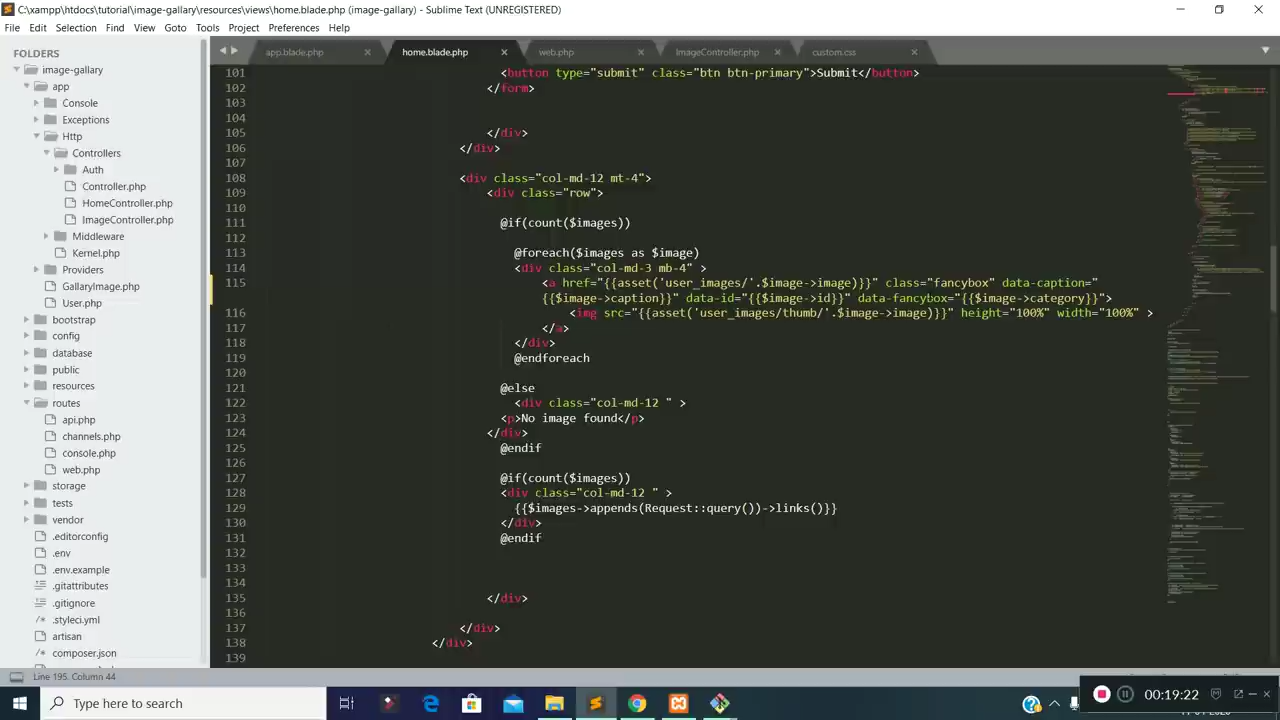 C:\xampp\htdocs\tutorial\image-gallary\resources\views\home.blade.php (image-gallary) - Sublime Text (UNREGISTERED)
File Edit Selection Find View Goto Tools Project Preferences Help
FOLDERS
image-gallary
app
Console
Exceptions
Http
Controllers
Auth
Controller.php
HomeController.php
ImageController.php
Middleware
Kernel.php
Providers
GallaryImage.php
User.php
bootstrap
config
database
public
resources
routes
api.php
channels.php
console.php
web.php
storage
tests
vendor
.editorconfig
.env
.env.example
.gitattributes
.gitignore
.styleci.yml
artisan
composer.json
app.blade.php home.blade.php web.php ImageController.php custom.css
101 <button type="submit" class="btn btn-primary">Submit</button>
102 </form>
103
104
105 </div>
106 </div>
107
108 <div class="col-md-12 mt-4">
109 <div class="row">
110
111 @if(count($images))
112
113 @foreach($images as $image)
114 <div class="col-md-3 mb-4" >
115 <a href="{{asset('user_images/'.$image->image)}}" class="fancybox" data-caption="
{{$image->caption}}" data-id="{{$image->id}}" data-fancybox="{{$image->category}}">
116 <img src="{{asset('user_images/thumb/'.$image->image)}}" height="100%" width="100%" >
117 </a>
118 </div>
119 @endforeach
120
121 @else
122 <div class="col-md-12 " >
123 <p>No image found</p>
124 </div>
125 @endif
126
127 @if(count($images))
128 <div class="col-md-12 " >
129 {{$images->appends(Request::query())->links()}}
130 </div>
131 @endif
132
133
134
135 </div>
136
137 </div>
138 </div>
139
Line 195, Column 44
Type here to search
00:19:22